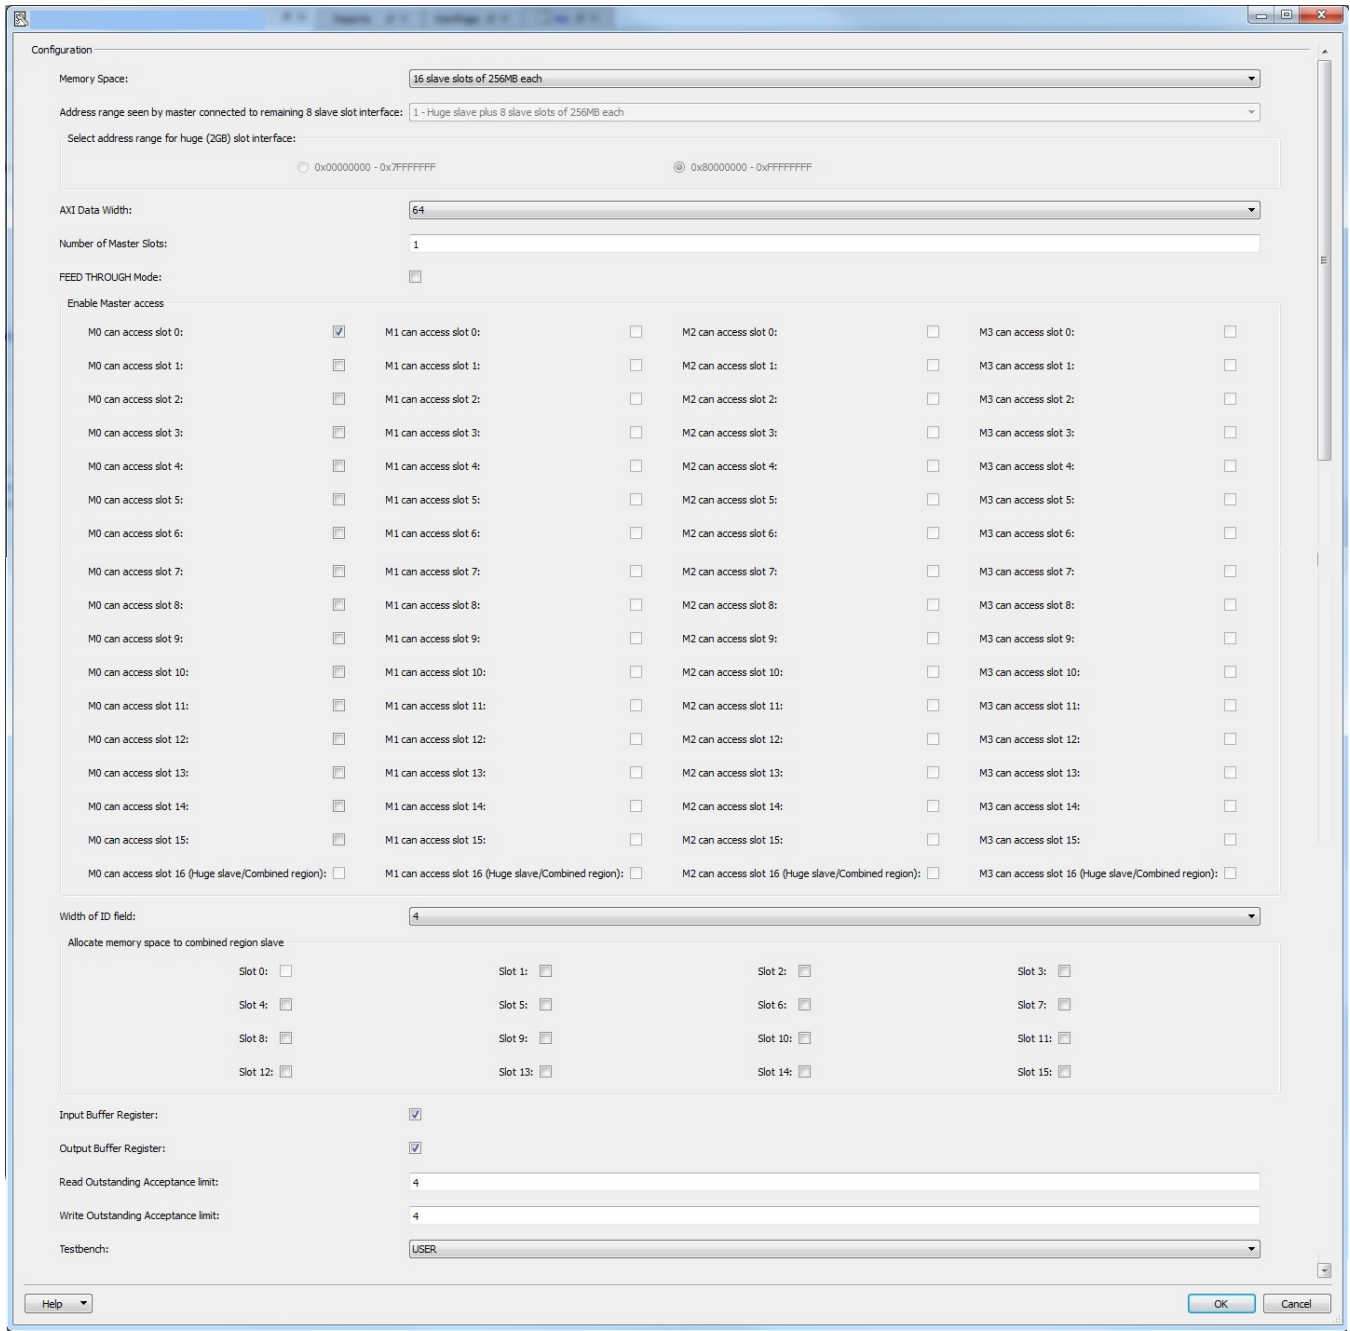 Configuration
Memory Space: 16 slave slots of 256MB each
Address range seen by master connected to remaining 8 slave slot interface: 1 - Huge slave plus 8 slave slots of 256MB each
Select address range for huge (2GB) slot interface:
0x00000000 - 0x7FFFFFFF 0x80000000 - 0xFFFFFFFF
AXI Data Width: 64
Number of Master Slots: 1
FEED THROUGH Mode:
Enable Master access
M0 can access slot 0: M1 can access slot 0: M2 can access slot 0: M3 can access slot 0:
M0 can access slot 1: M1 can access slot 1: M2 can access slot 1: M3 can access slot 1:
M0 can access slot 2: M1 can access slot 2: M2 can access slot 2: M3 can access slot 2:
M0 can access slot 3: M1 can access slot 3: M2 can access slot 3: M3 can access slot 3:
M0 can access slot 4: M1 can access slot 4: M2 can access slot 4: M3 can access slot 4:
M0 can access slot 5: M1 can access slot 5: M2 can access slot 5: M3 can access slot 5:
M0 can access slot 6: M1 can access slot 6: M2 can access slot 6: M3 can access slot 6:
M0 can access slot 7: M1 can access slot 7: M2 can access slot 7: M3 can access slot 7:
M0 can access slot 8: M1 can access slot 8: M2 can access slot 8: M3 can access slot 8:
M0 can access slot 9: M1 can access slot 9: M2 can access slot 9: M3 can access slot 9:
M0 can access slot 10: M1 can access slot 10: M2 can access slot 10: M3 can access slot 10:
M0 can access slot 11: M1 can access slot 11: M2 can access slot 11: M3 can access slot 11:
M0 can access slot 12: M1 can access slot 12: M2 can access slot 12: M3 can access slot 12:
M0 can access slot 13: M1 can access slot 13: M2 can access slot 13: M3 can access slot 13:
M0 can access slot 14: M1 can access slot 14: M2 can access slot 14: M3 can access slot 14:
M0 can access slot 15: M1 can access slot 15: M2 can access slot 15: M3 can access slot 15:
M0 can access slot 16 (Huge slave/Combined region): M1 can access slot 16 (Huge slave/Combined region): M2 can access slot 16 (Huge slave/Combined region): M3 can access slot 16 (Huge slave/Combined region):
Width of ID field: 4
Allocate memory space to combined region slave
Slot 0: Slot 1: Slot 2: Slot 3:
Slot 4: Slot 5: Slot 6: Slot 7:
Slot 8: Slot 9: Slot 10: Slot 11:
Slot 12: Slot 13: Slot 14: Slot 15:
Input Buffer Register:
Output Buffer Register:
Read Outstanding Acceptance limit: 4
Write Outstanding Acceptance limit: 4
Testbench: USER
Help OK Cancel